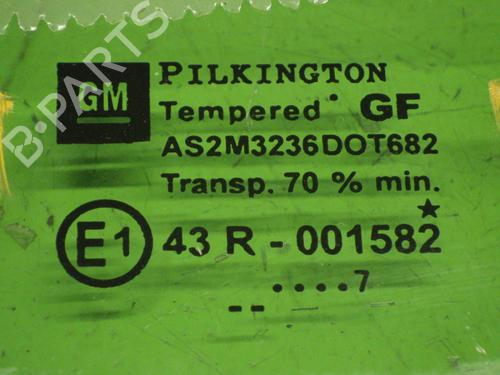 B-PARTS
GM
PILKINGTON
Tempered GF
AS2M3236DOT682
Transp. 70 % min.
E1 43 R - 001582
....7
--